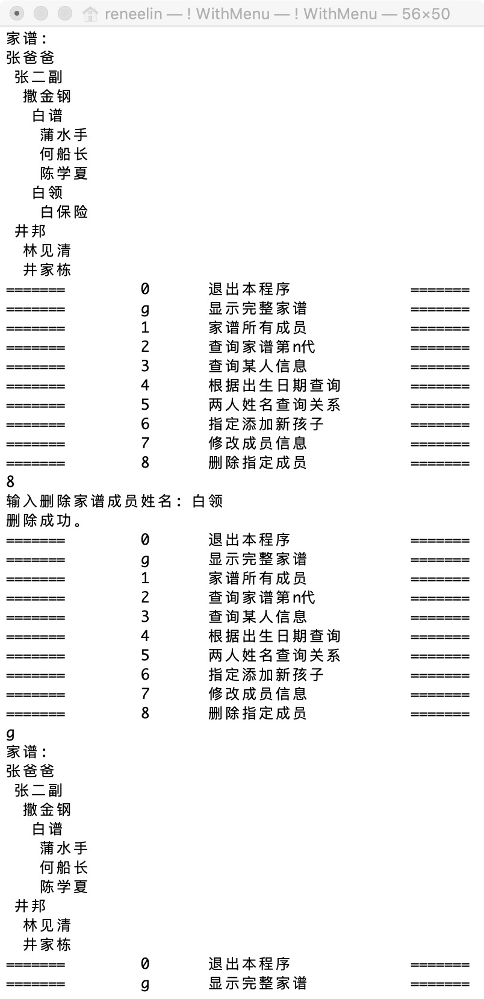 reneelin — ! WithMenu — ! WithMenu — 56×50
家谱：
张爸爸
 张二副
  撒金钢
   白谱
    蒲水手
    何船长
    陈学夏
   白领
    白保险
 井邦
  林见清
  井家栋
=======         0       退出本程序              =======
=======         g       显示完整家谱            =======
=======         1       家谱所有成员            =======
=======         2       查询家谱第n代           =======
=======         3       查询某人信息            =======
=======         4       根据出生日期查询        =======
=======         5       两人姓名查询关系        =======
=======         6       指定添加新孩子          =======
=======         7       修改成员信息            =======
=======         8       删除指定成员            =======
8
输入删除家谱成员姓名：白领
删除成功。
=======         0       退出本程序              =======
=======         g       显示完整家谱            =======
=======         1       家谱所有成员            =======
=======         2       查询家谱第n代           =======
=======         3       查询某人信息            =======
=======         4       根据出生日期查询        =======
=======         5       两人姓名查询关系        =======
=======         6       指定添加新孩子          =======
=======         7       修改成员信息            =======
=======         8       删除指定成员            =======
g
家谱：
张爸爸
 张二副
  撒金钢
   白谱
    蒲水手
    何船长
    陈学夏
 井邦
  林见清
  井家栋
=======         0       退出本程序              =======
=======         g       显示完整家谱            =======